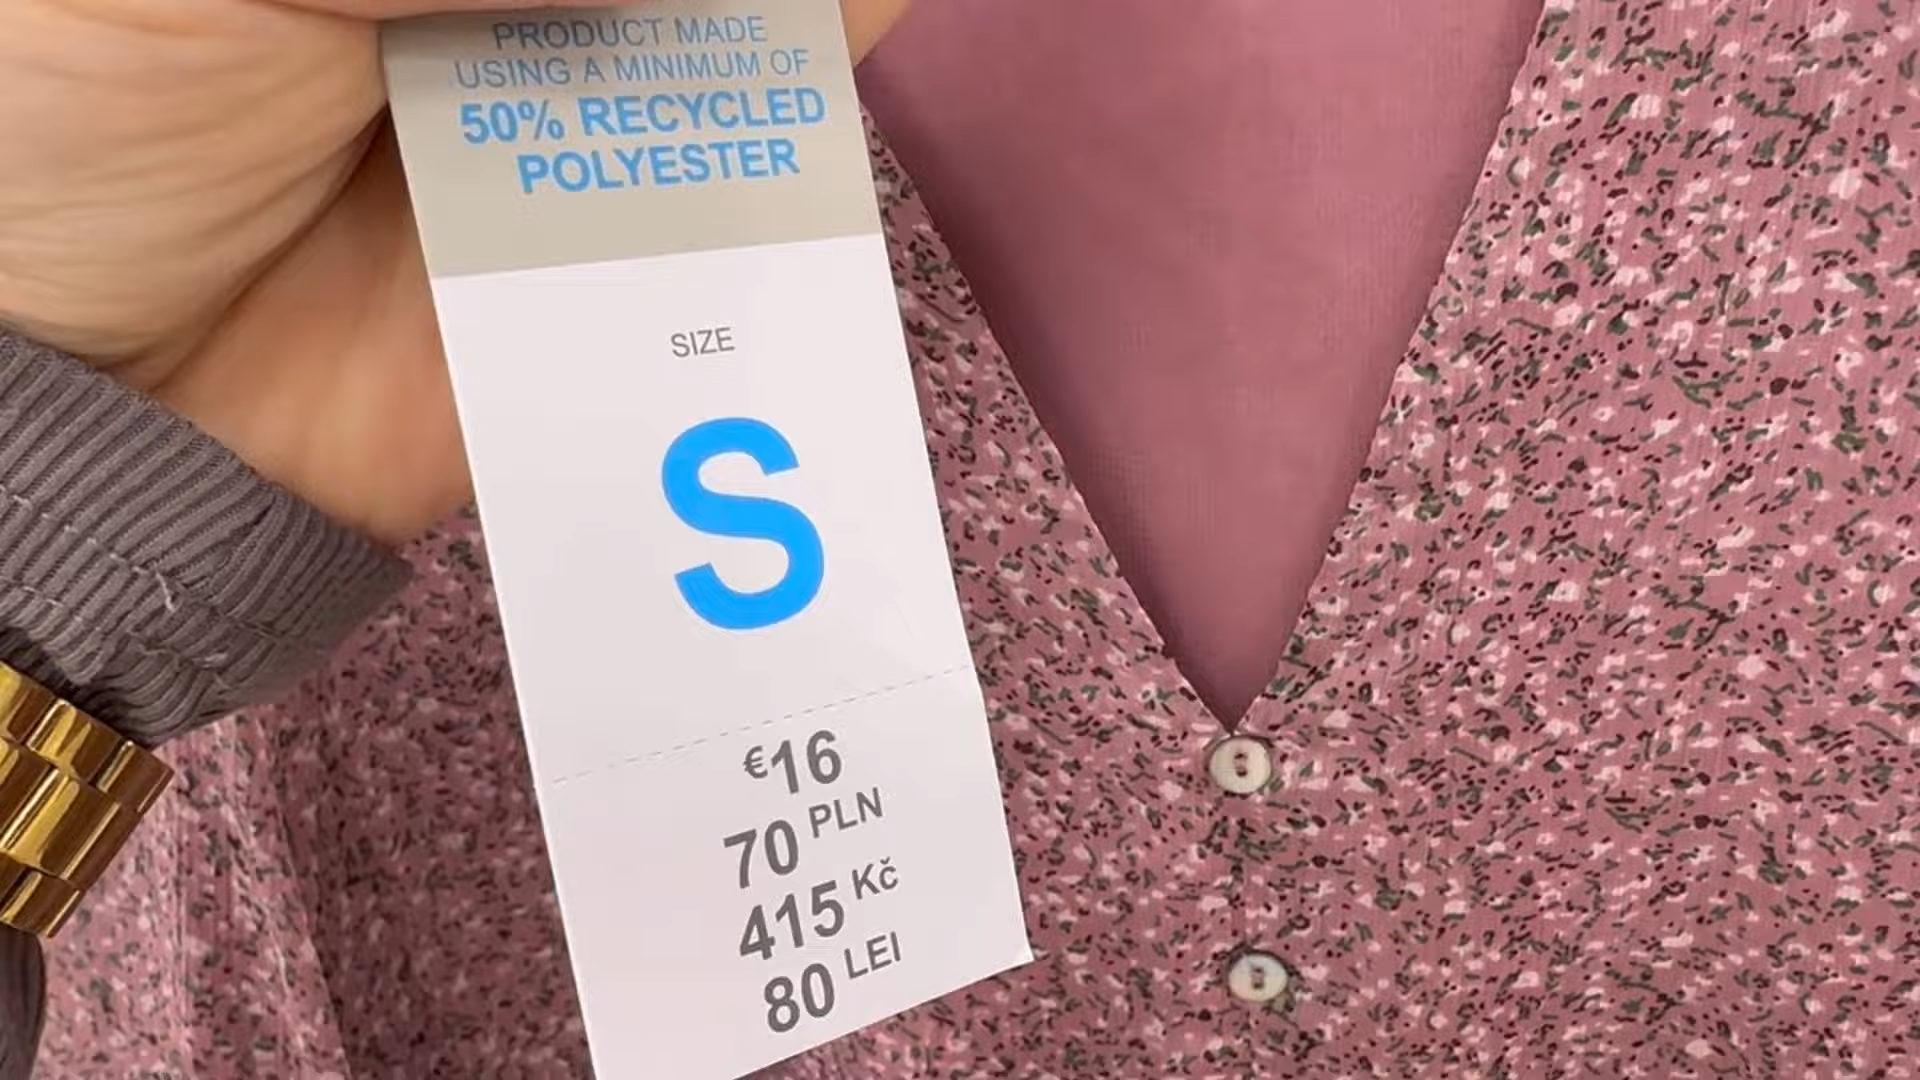 PRODUCT MADE
USING A MINIMUM OF
50% RECYCLED
POLYESTER
SIZE
S
€16
70 PLN
415 Kč
80 LEI